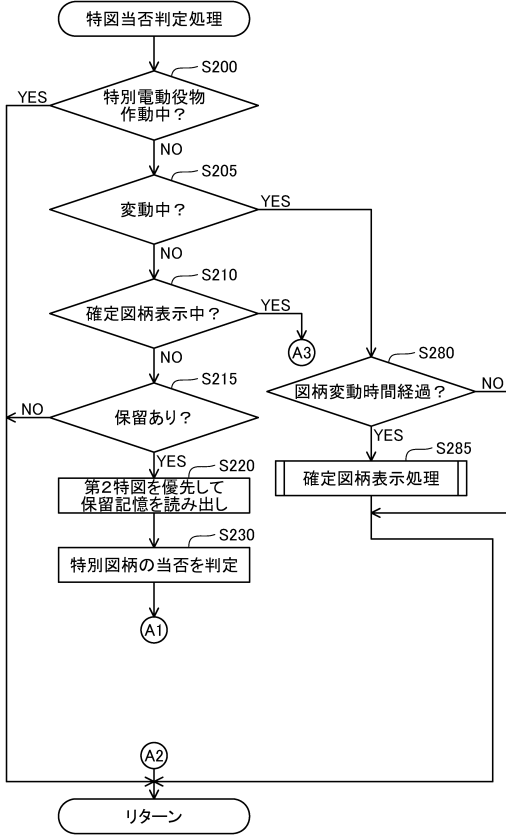 特図当否判定処理
S200
YES
特別電動役物
作動中？
NO
S205
変動中？
YES
NO
S210
確定図柄表示中？
YES
A3
NO
S215
NO
保留あり？
YES
S280
図柄変動時間経過？
NO
YES
S285
確定図柄表示処理
S220
第２特図を優先して
保留記憶を読み出し
S230
特別図柄の当否を判定
A1
A2
リターン